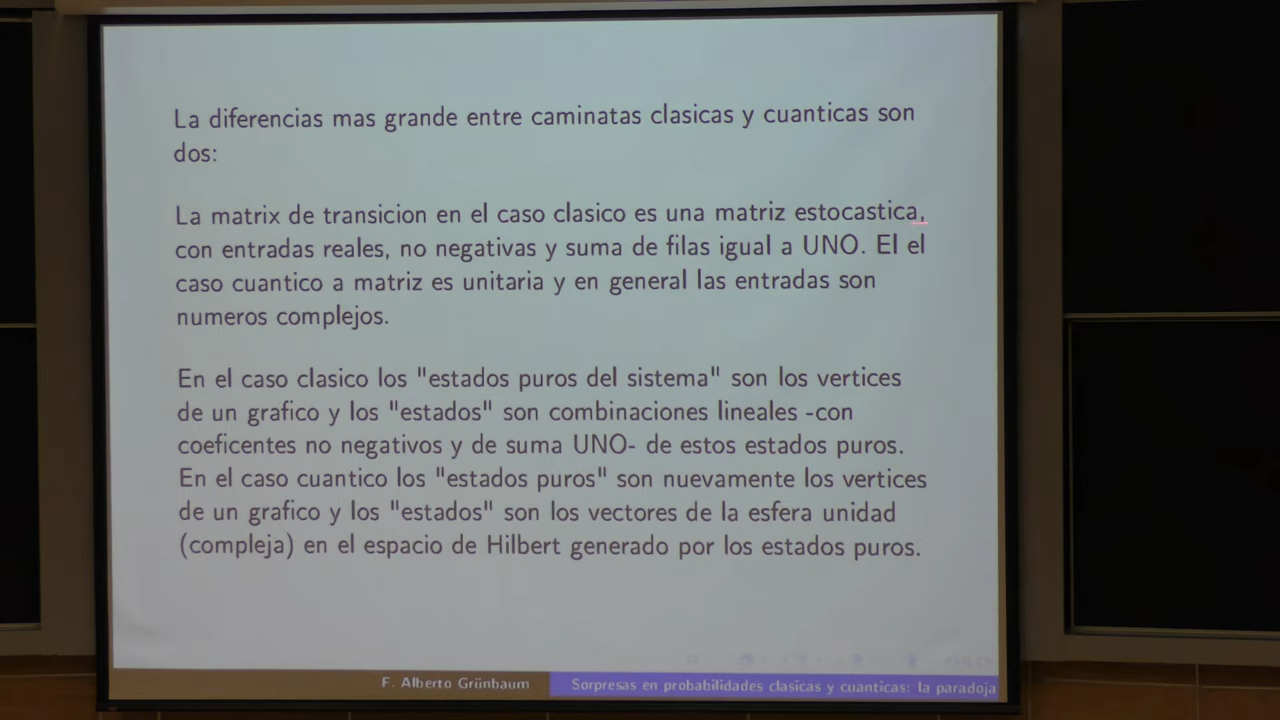 La diferencias mas grande entre caminatas clasicas y cuanticas son
dos:
La matrix de transicion en el caso clasico es una matriz estocastica,
con entradas reales, no negativas y suma de filas igual a UNO. El el
caso cuantico a matriz es unitaria y en general las entradas son
numeros complejos.
En el caso clasico los "estados puros del sistema" son los vertices
de un grafico y los "estados" son combinaciones lineales -con
coeficentes no negativos y de suma UNO- de estos estados puros.
En el caso cuantico los "estados puros" son nuevamente los vertices
de un grafico y los "estados" son los vectores de la esfera unidad
(compleja) en el espacio de Hilbert generado por los estados puros.
F. Alberto Grünbaum
Sorpresas en probabilidades clasicas y cuanticas: la paradoja